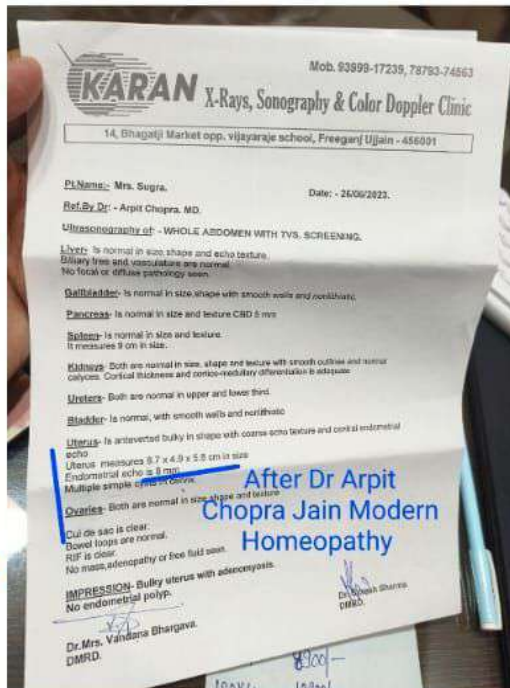 Mob. 93999-17239, 78793-74563
KARAN
X-Rays, Sonography & Color Doppler Clinic
14, Bhagatji Market opp. vijayaraje school, Freeganj Ujjain - 456001
Pt.Name:- Mrs. Sugra.
Date: - 26/06/2023.
Ref.By Dr: - Arpit Chopra. MD.
Ultrasonography of: - WHOLE ABDOMEN WITH TVS. SCREENING.
Liver- Is normal in size, shape and echo texture.
Biliary tree and vasculature are normal.
No focal or diffuse pathology seen.
Gallbladder- Is normal in size, shape with smooth walls and nonlithiasic
Pancreas- Is normal in size and texture CBD 5 mm
Spleen- Is normal in size and texture.
It measures 9 cm in size.
Kidneys- Both are normal in size, shape and texture with smooth outlines and normal
calyces. Cortical thickness and cortico-medullary differentiation is adequate
Ureters- Both are normal in upper and lower third.
Bladder- Is normal, with smooth walls and nonlithiasic
Uterus- Is anteverted bulky in shape with coarse echo texture and central endometrial
echo
Uterus measures 9.7 x 4.9 x 5.8 cm in size
Endometrial echo is 8 mm
Multiple simple
Ovaries- Both are normal in size shape and texture
Cul de sac is clear.
Bowel loops are normal.
RIF is clear.
No mass, adenopathy or free fluid seen.
IMPRESSION- Bulky uterus with adenomyosis.
No endometrial polyp.
Dr.Mrs. Vandana Bhargava.
DMRD.
Sharma.
DMRD.
After Dr Arpit
Chopra Jain Modern
Homeopathy
8900/-